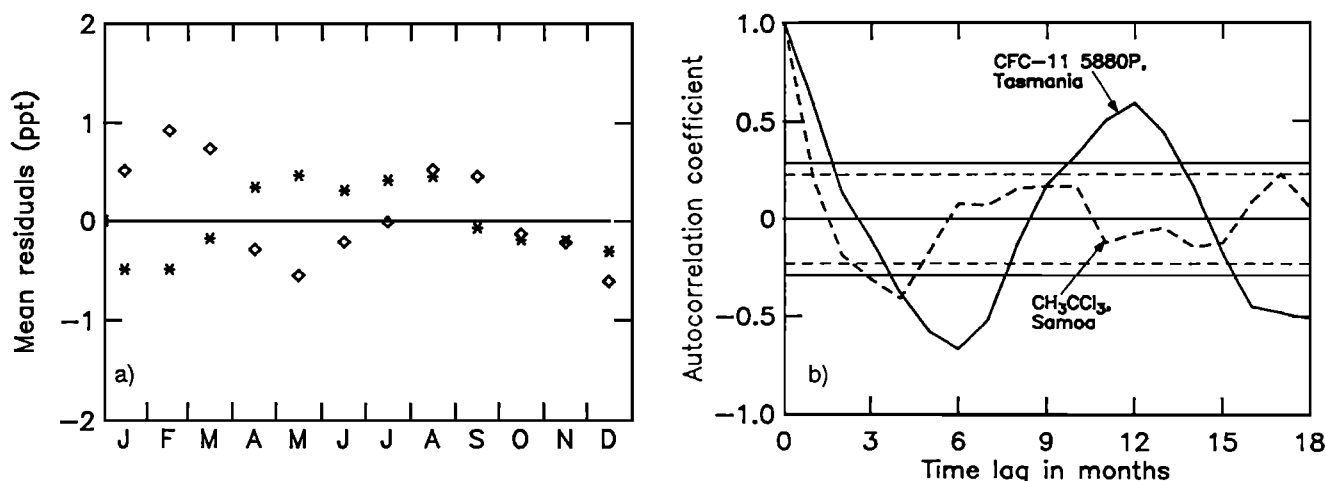 2
1
0
−1
−2
Mean residuals (ppt)
a)
J F M A M J J A S O N D
1.0
0.5
0
-0.5
-1.0
Autocorrelation coefficient
CFC-11 5880P,
Tasmania
CH₃CCl₃,
Samoa
b)
0 3 6 9 12 15 18
Time lag in months